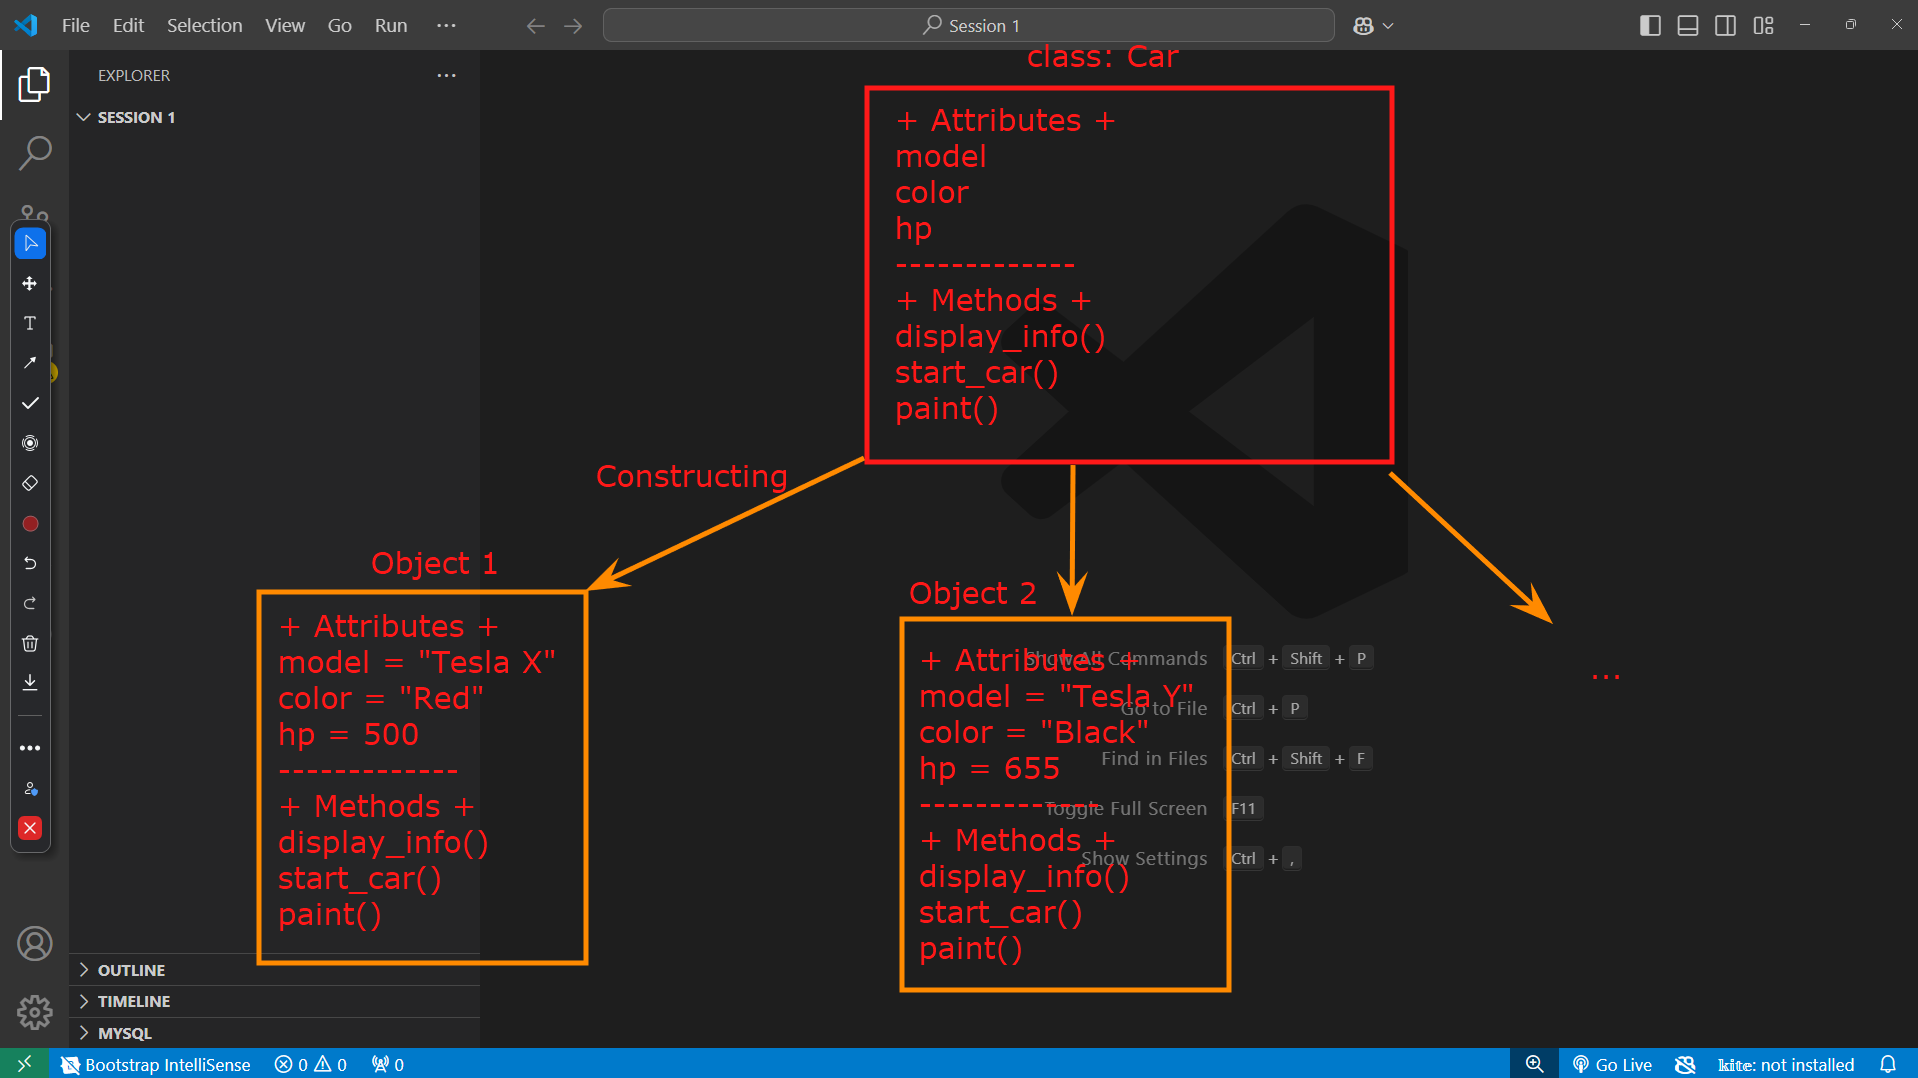 File Edit Selection View Go Run ...
Session 1
EXPLORER
SESSION 1
class: Car
+ Attributes +
model
color
hp
-------------
+ Methods +
display_info()
start_car()
paint()
Constructing
Object 1
+ Attributes +
model = "Tesla X"
color = "Red"
hp = 500
-------------
+ Methods +
display_info()
start_car()
paint()
Object 2
+ Attributes +
model = "Tesla Y"
color = "Black"
hp = 655
-------------
+ Methods +
display_info()
start_car()
paint()
...
Show All Commands Ctrl + Shift + P
Go to File Ctrl + P
Find in Files Ctrl + Shift + F
Toggle Full Screen F11
Show Settings Ctrl + ,
OUTLINE
TIMELINE
MYSQL
Bootstrap IntelliSense 0 0 0
Go Live kite: not installed